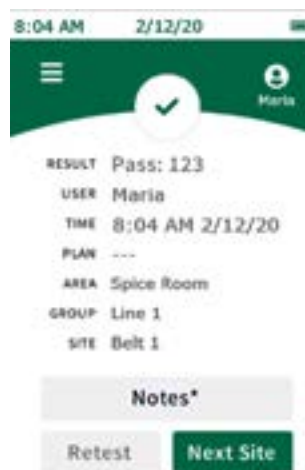 8:04 AM 2/12/20
Maria
RESULT Pass: 123
USER Maria
TIME 8:04 AM 2/12/20
PLAN ---
AREA Spice Room
GROUP Line 1
SITE Belt 1
Notes*
Retest Next Site